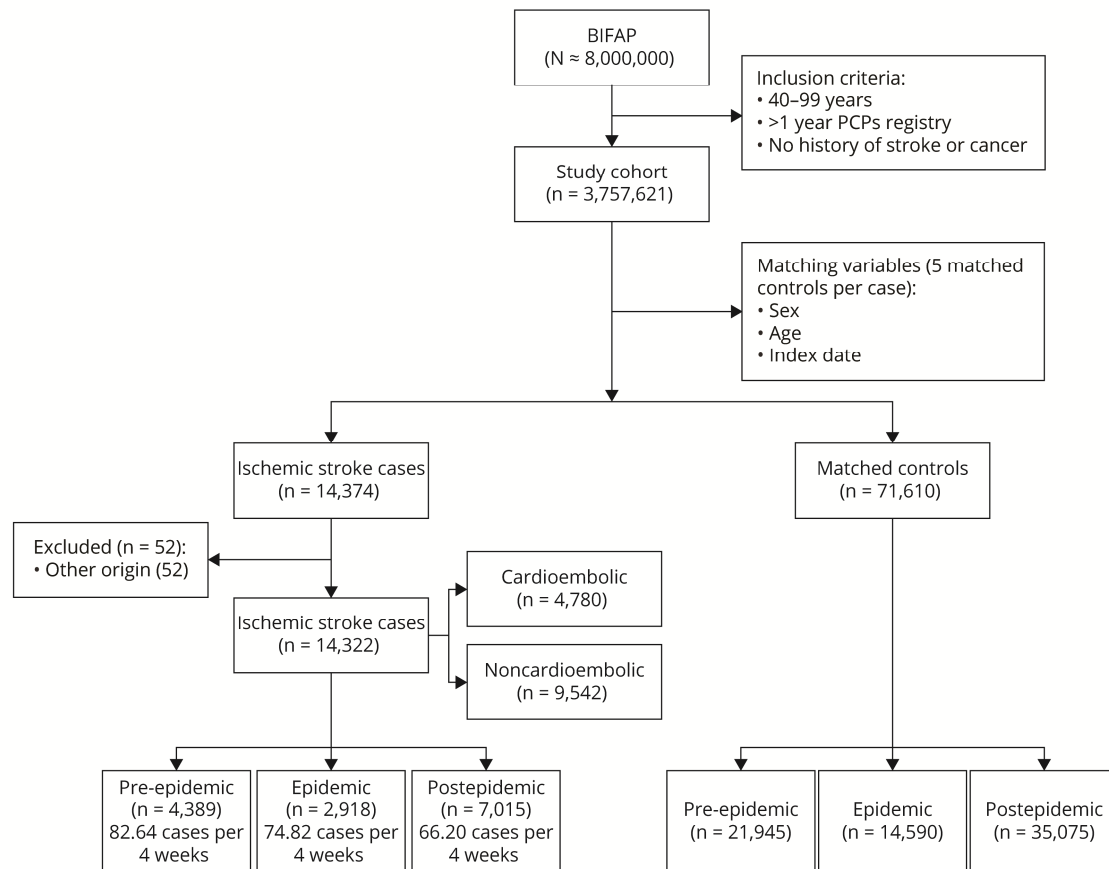 BIFAP
(N ≈ 8,000,000)
Inclusion criteria:
• 40–99 years
• >1 year PCPs registry
• No history of stroke or cancer
Study cohort
(n = 3,757,621)
Matching variables (5 matched
controls per case):
• Sex
• Age
• Index date
Ischemic stroke cases
(n = 14,374)
Matched controls
(n = 71,610)
Excluded (n = 52):
• Other origin (52)
Cardioembolic
(n = 4,780)
Ischemic stroke cases
(n = 14,322)
Noncardioembolic
(n = 9,542)
Pre-epidemic
(n = 4,389)
82.64 cases per
4 weeks
Epidemic
(n = 2,918)
74.82 cases per
4 weeks
Postepidemic
(n = 7,015)
66.20 cases per
4 weeks
Pre-epidemic
(n = 21,945)
Epidemic
(n = 14,590)
Postepidemic
(n = 35,075)